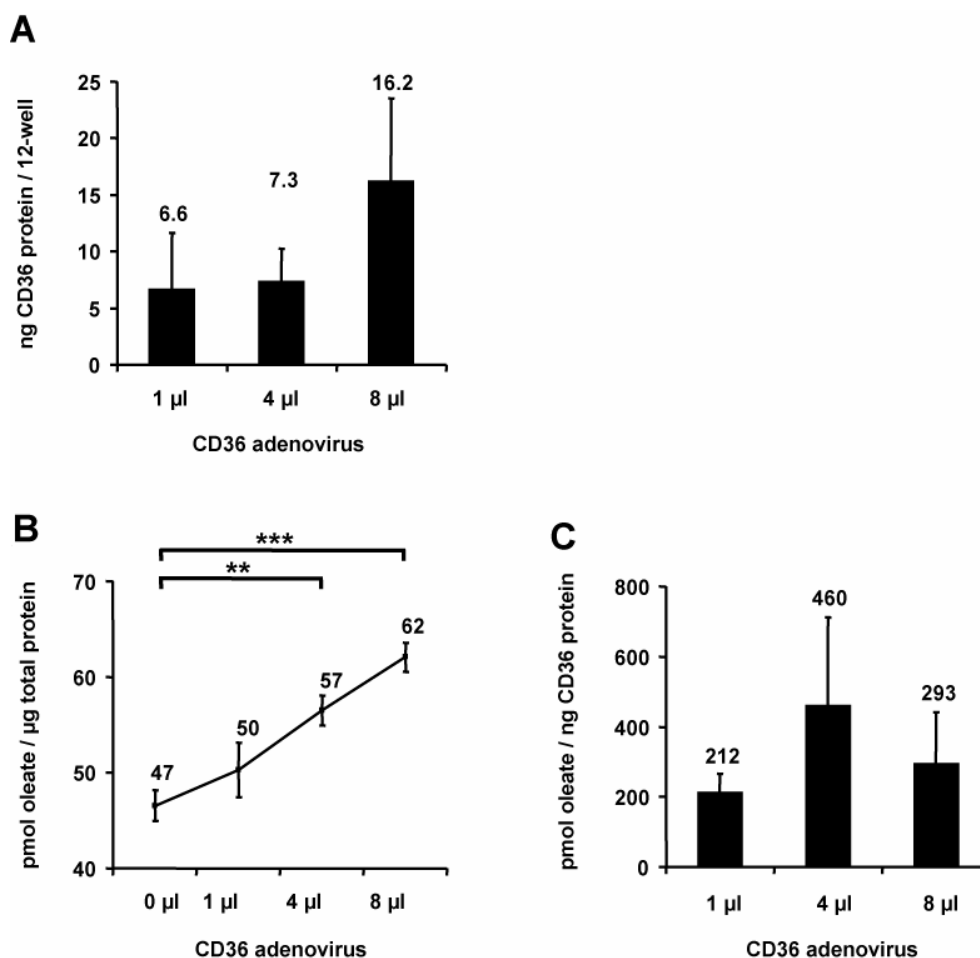 A
ng CD36 protein / 12-well
25
20
15
10
5
0
6.6
7.3
16.2
1 µl 4 µl 8 µl
CD36 adenovirus
B
pmol oleate / µg total protein
70
60
50
40
***
**
47
50
57
62
0 µl 1 µl 4 µl 8 µl
CD36 adenovirus
C
pmol oleate / ng CD36 protein
800
600
400
200
0
212
460
293
1 µl 4 µl 8 µl
CD36 adenovirus